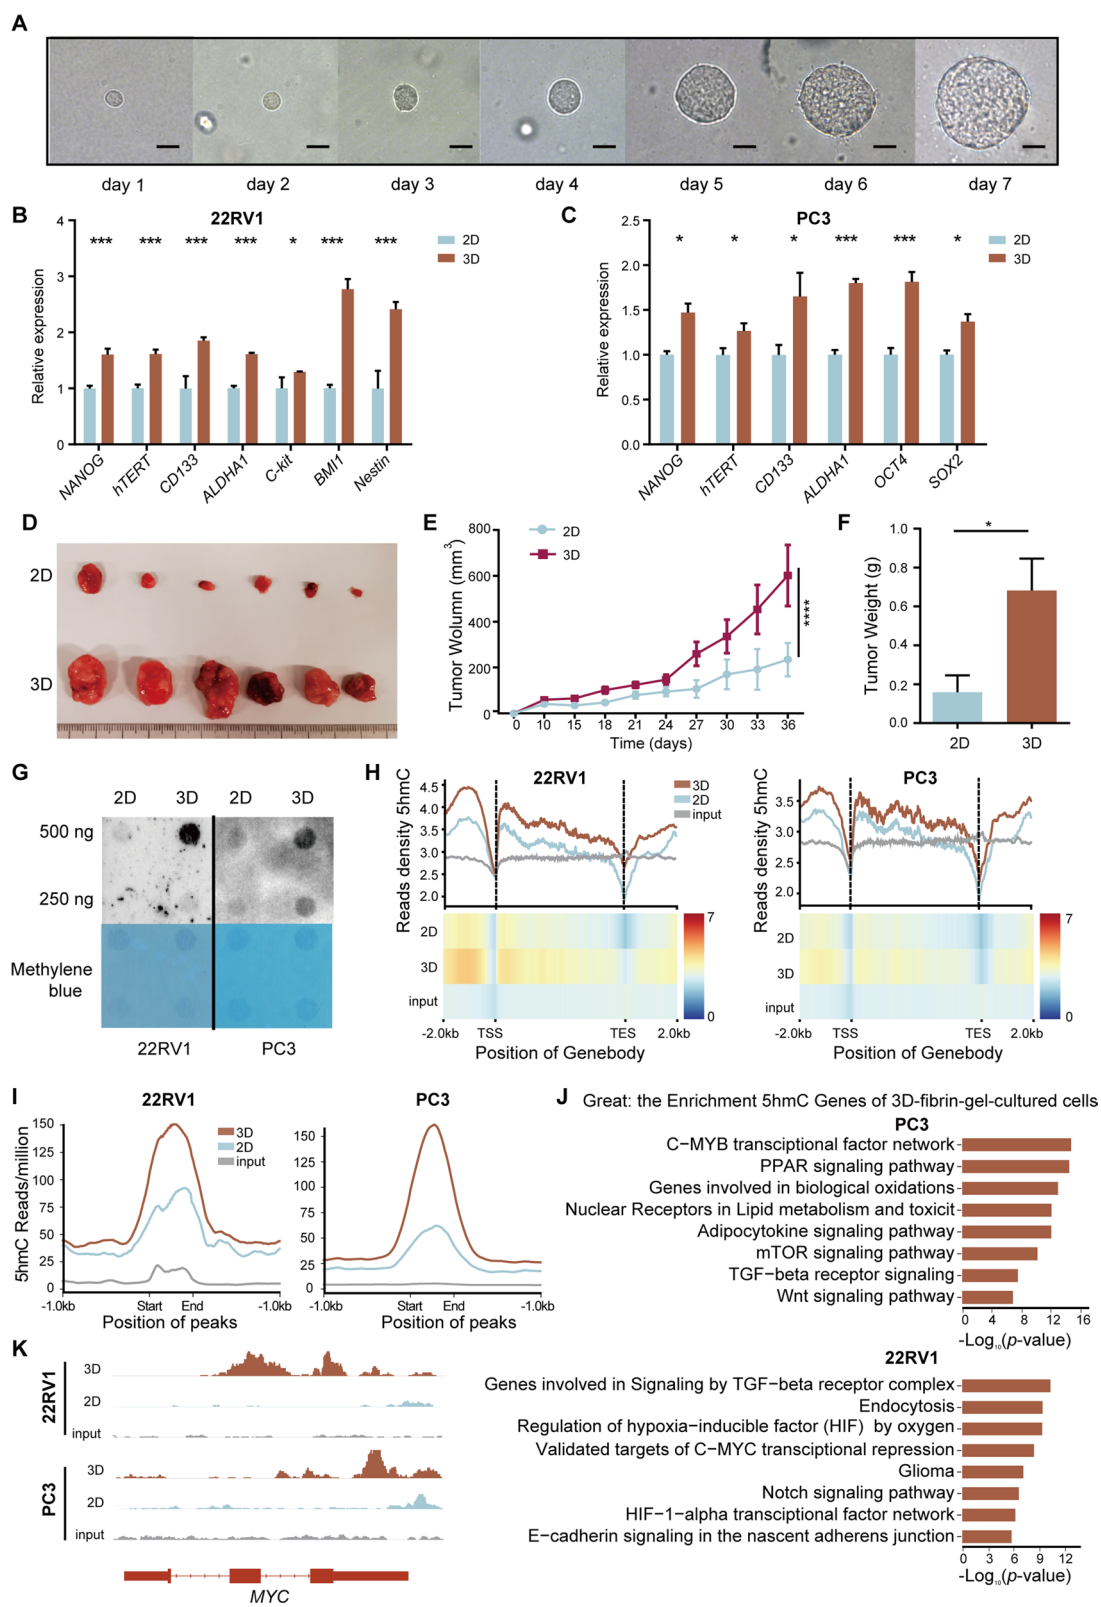 A
day 1 day 2 day 3 day 4 day 5 day 6 day 7
B
22RV1
Relative expression
4
3
2
1
0
*** *** *** *** * *** ***
2D
3D
NANOG hTERT CD133 ALDHA1 C-kit BMI1 Nestin
C
PC3
Relative expression
2.5
2.0
1.5
1.0
0.5
0.0
* * * *** *** *
2D
3D
NANOG hTERT CD133 ALDHA1 OCT4 SOX2
D
2D
3D
E
Tumor Wolumn (mm3)
800
600
400
200
0
2D
3D
****
0 10 15 18 21 24 27 30 33 36
Time (days)
F
Tumor Weight (g)
1.0
0.8
0.6
0.4
0.2
0.0
*
2D 3D
G
2D 3D 2D 3D
500 ng
250 ng
Methylene
blue
22RV1 PC3
H
22RV1
Reads density 5hmC
4.5
4.0
3.5
3.0
2.5
2.0
3D
2D
input
2D
3D
input
7
0
-2.0kb TSS TES 2.0kb
Position of Genebody
PC3
Reads density 5hmC
3.5
3.0
2.5
2.0
2D
3D
input
7
0
-2.0kb TSS TES 2.0kb
Position of Genebody
I
22RV1
5hmC Reads/million
150
125
100
75
50
25
0
3D
2D
input
-1.0kb Start End -1.0kb
Position of peaks
PC3
150
125
100
75
50
25
0
-1.0kb Start End -1.0kb
Position of peaks
J
Great: the Enrichment 5hmC Genes of 3D-fibrin-gel-cultured cells
PC3
C-MYB transciptional factor network
PPAR signaling pathway
Genes involved in biological oxidations
Nuclear Receptors in Lipid metabolism and toxicit
Adipocytokine signaling pathway
mTOR signaling pathway
TGF-beta receptor signaling
Wnt signaling pathway
0 4 8 12 16
-Log10(p-value)
22RV1
Genes involved in Signaling by TGF-beta receptor complex
Endocytosis
Regulation of hypoxia-inducible factor (HIF) by oxygen
Validated targets of C-MYC transciptional repression
Glioma
Notch signaling pathway
HIF-1-alpha transciptional factor network
E-cadherin signaling in the nascent adherens junction
0 3 6 9 12
-Log10(p-value)
K
22RV1
3D
2D
input
PC3
3D
2D
input
MYC